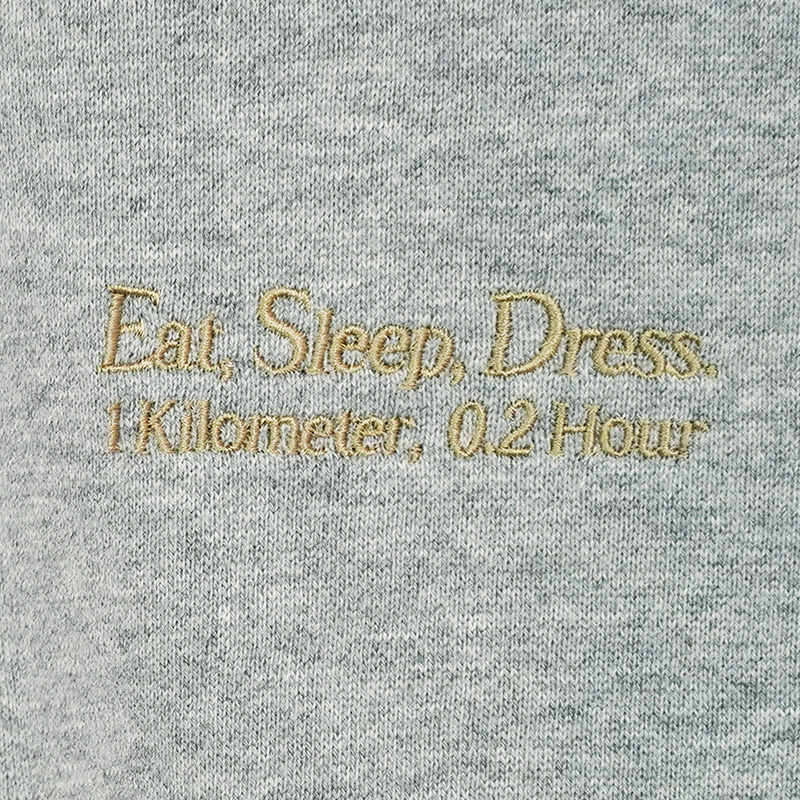 Eat, Sleep, Dress.
1 Kilometer, 0.2 Hour